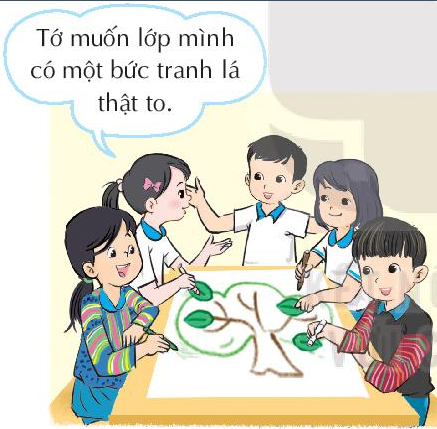 Tớ muốn lớp mình
có một bức tranh lá
thật to.